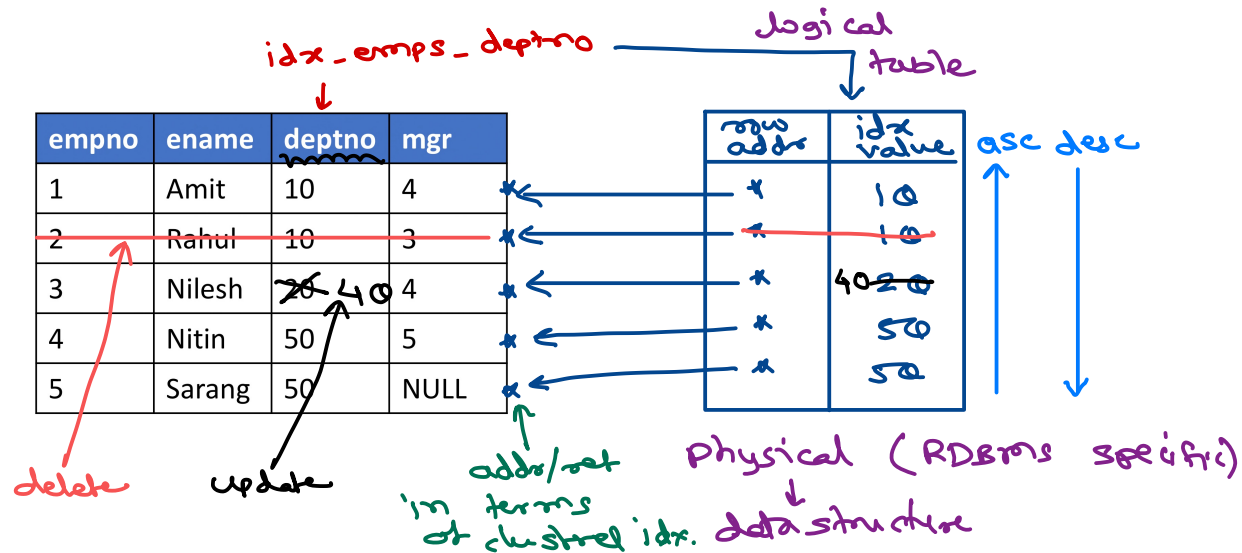 logical
idx_emps_deptno
table
empno ename deptno mgr
row addr idx value
asc desc
1 Amit 10 4
* 10
2 Rahul 10 3
* 10
3 Nilesh 20 40 4
* 40 20
4 Nitin 50 5
* 50
5 Sarang 50 NULL
* 50
delete
update
addr/ref
in terms
of clustred idx.
Physical (RDBMS specific)
data structure